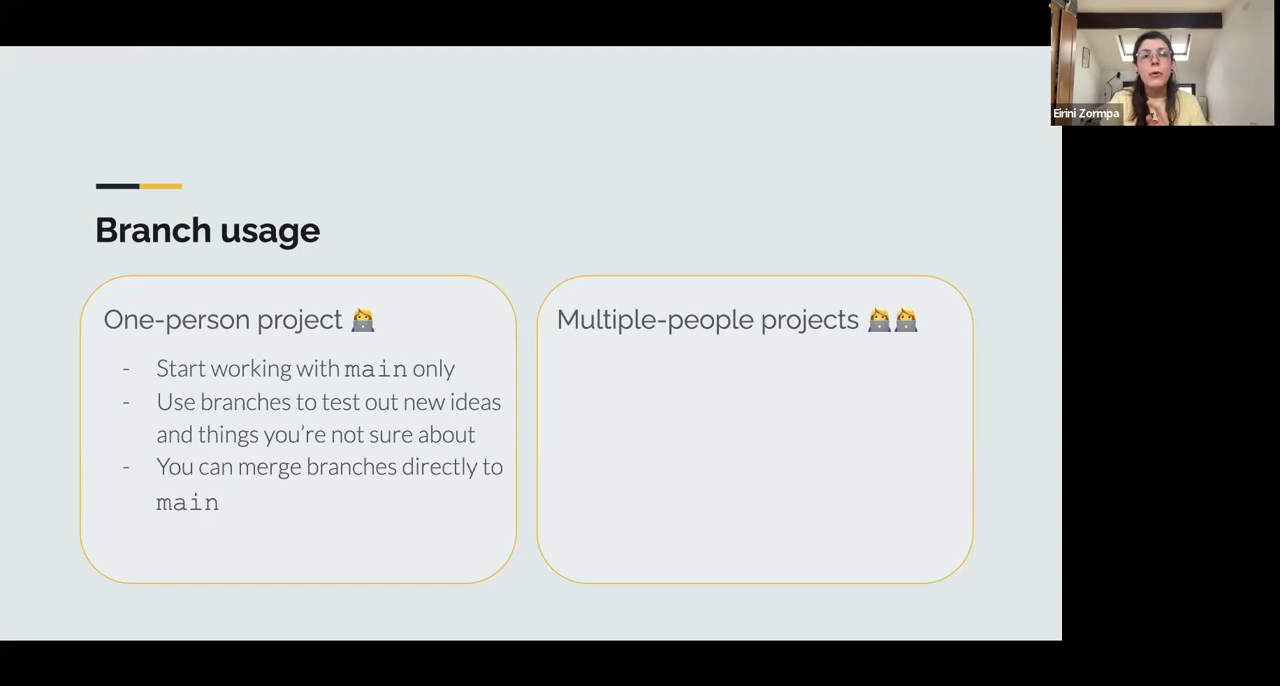 Eirini Zormpa
Branch usage
One-person project 👩‍💻
- Start working with main only
- Use branches to test out new ideas
and things you're not sure about
- You can merge branches directly to
main
Multiple-people projects 👩‍💻👩‍💻